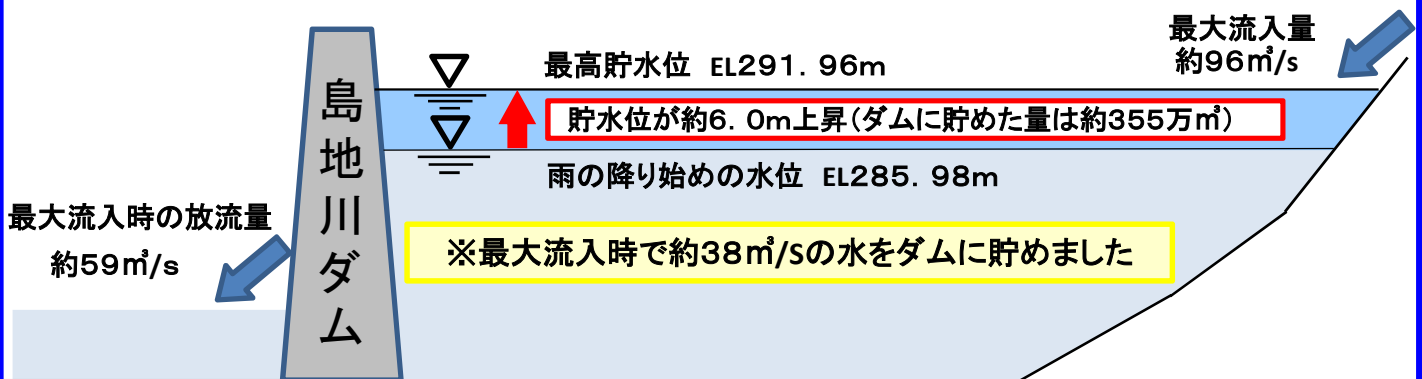 最大流入量
約96㎥/s
最高貯水位 EL291．96m
貯水位が約6．0m上昇(ダムに貯めた量は約355万㎥)
雨の降り始めの水位 EL285．98m
島地川ダム
最大流入時の放流量
約59㎥/s
※最大流入時で約38㎥/Sの水をダムに貯めました